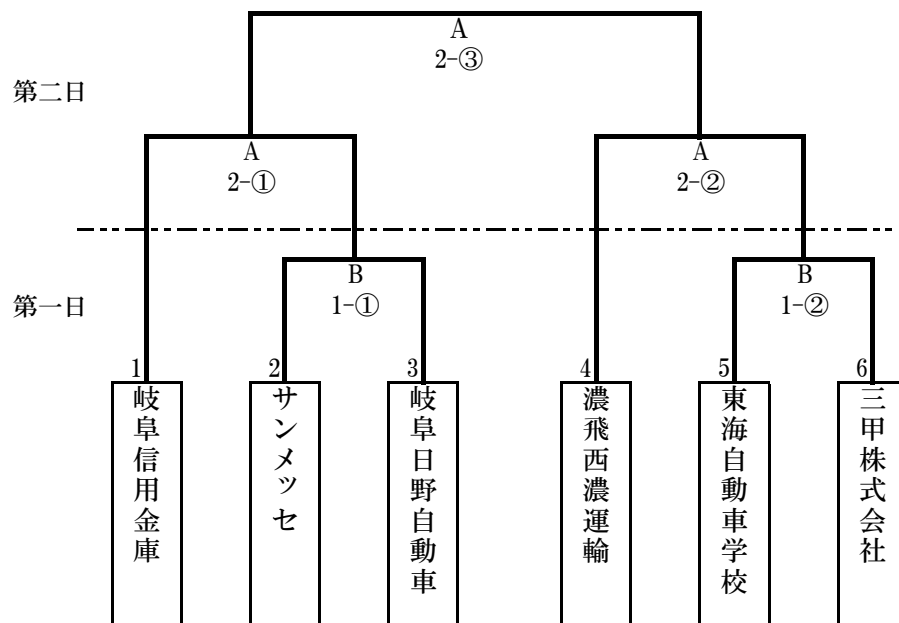 A
2-③
第二日
A
2-①
A
2-②
B
1-①
B
1-②
第一日
1
2
3
4
5
6
岐阜信用金庫
サンメッセ
岐阜日野自動車
濃飛西濃運輸
東海自動車学校
三甲株式会社